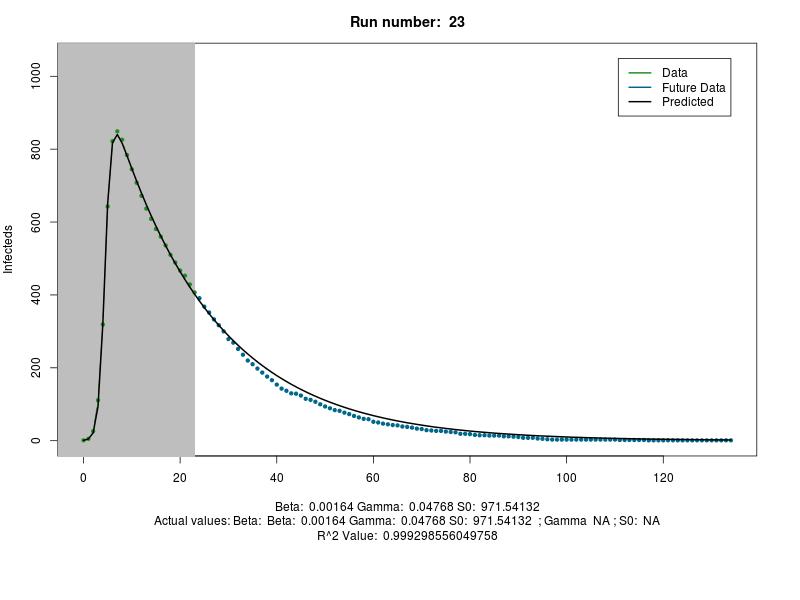 Run number: 23
1000
800
600
400
200
0
Infecteds
Data
Future Data
Predicted
0 20 40 60 80 100 120
Beta: 0.00164 Gamma: 0.04768 S0: 971.54132
Actual values: Beta: Beta: 0.00164 Gamma: 0.04768 S0: 971.54132 ; Gamma NA ; S0: NA
R^2 Value: 0.999298556049758